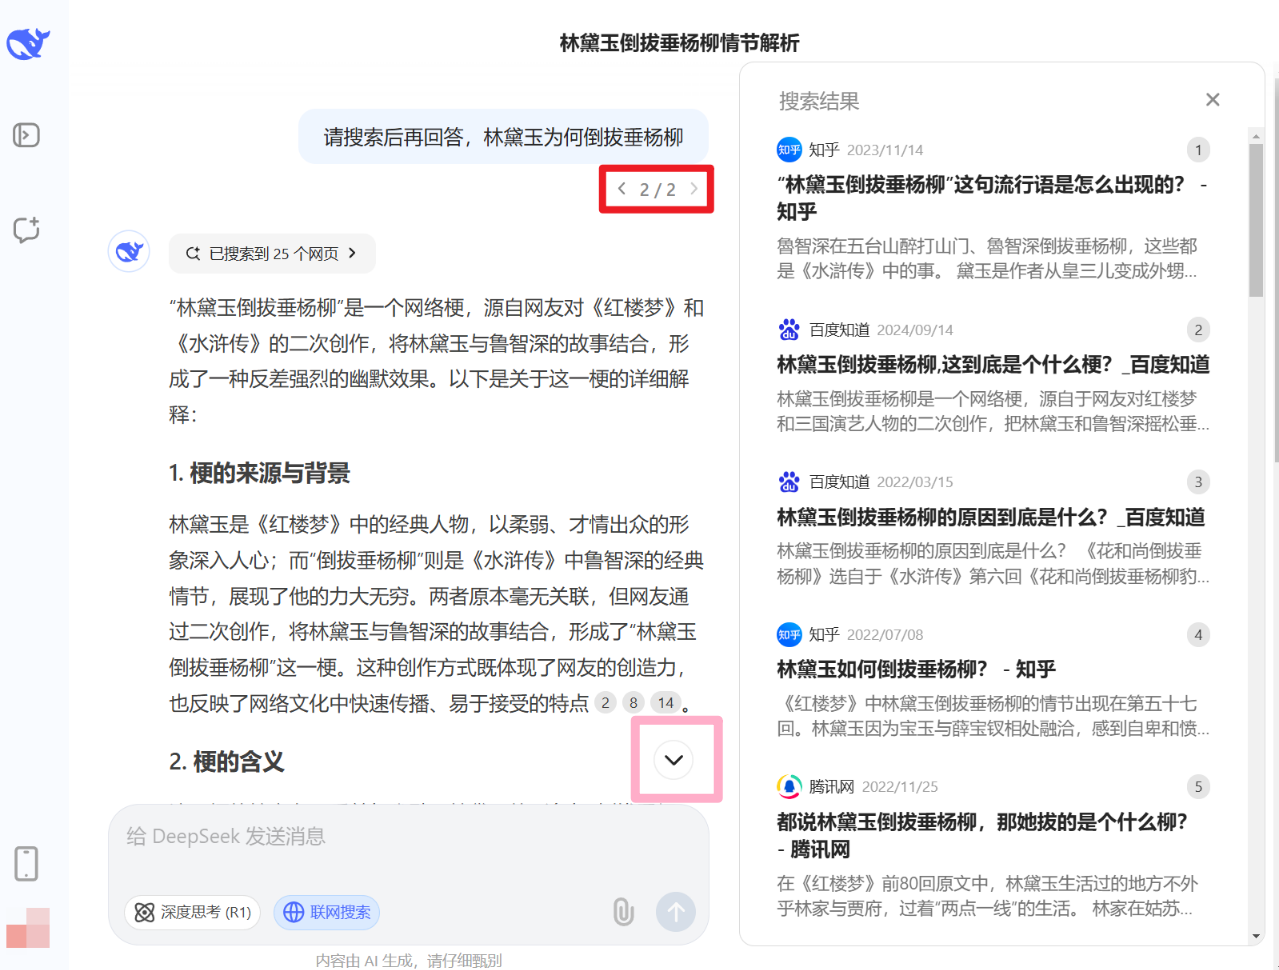 林黛玉倒拔垂杨柳情节解析
请搜索后再回答，林黛玉为何倒拔垂杨柳
2 / 2
已搜索到 25 个网页
“林黛玉倒拔垂杨柳”是一个网络梗，源自网友对《红楼梦》和
《水浒传》的二次创作，将林黛玉与鲁智深的故事结合，形
成了一种反差强烈的幽默效果。以下是关于这一梗的详细解
释：
1. 梗的来源与背景
林黛玉是《红楼梦》中的经典人物，以柔弱、才情出众的形
象深入人心；而“倒拔垂杨柳”则是《水浒传》中鲁智深的经典
情节，展现了他的力大无穷。两者原本毫无关联，但网友通
过二次创作，将林黛玉与鲁智深的故事结合，形成了“林黛玉
倒拔垂杨柳”这一梗。这种创作方式既体现了网友的创造力，
也反映了网络文化中快速传播、易于接受的特点 2 8 14 。
2. 梗的含义
给 DeepSeek 发送消息
深度思考 (R1)
联网搜索
内容由 AI 生成，请仔细甄别
搜索结果
知乎 知乎 2023/11/14 1
“林黛玉倒拔垂杨柳”这句流行语是怎么出现的？ -
知乎
鲁智深在五台山醉打山门、鲁智深倒拔垂杨柳，这些都
是《水浒传》中的事。 黛玉是作者从皇三儿变成外甥...
du 百度知道 2024/09/14 2
林黛玉倒拔垂杨柳,这到底是个什么梗？_百度知道
林黛玉倒拔垂杨柳是一个网络梗，源自于网友对红楼梦
和三国演艺人物的二次创作，把林黛玉和鲁智深摇松垂...
du 百度知道 2022/03/15 3
林黛玉倒拔垂杨柳的原因到底是什么？_百度知道
林黛玉倒拔垂杨柳的原因到底是什么？ 《花和尚倒拔垂
杨柳》选自于《水浒传》第六回《花和尚倒拔垂杨柳豹...
知乎 知乎 2022/07/08 4
林黛玉如何倒拔垂杨柳？ - 知乎
《红楼梦》中林黛玉倒拔垂杨柳的情节出现在第五十七
回。林黛玉因为宝玉与薛宝钗相处融洽，感到自卑和愤...
腾讯网 2022/11/25 5
都说林黛玉倒拔垂杨柳，那她拔的是个什么柳？
- 腾讯网
在《红楼梦》前80回原文中，林黛玉生活过的地方不外
乎林家与贾府，过着“两点一线”的生活。 林家在姑苏...